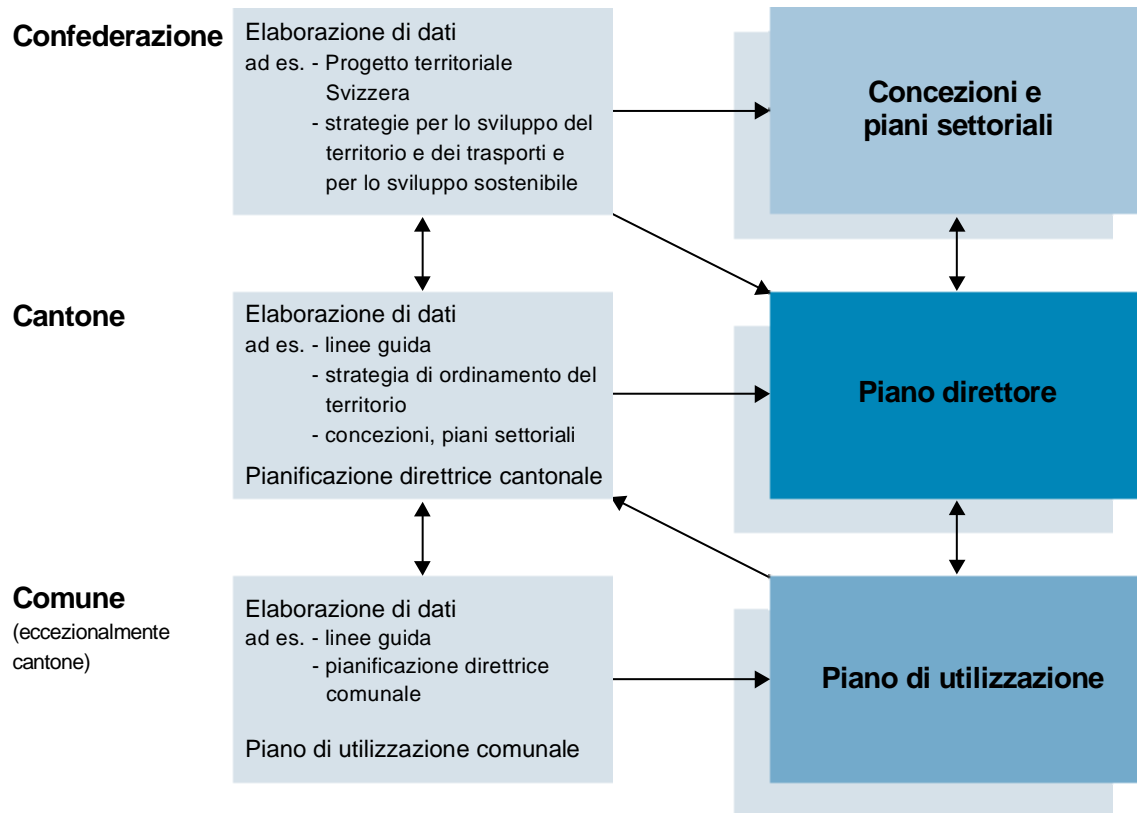 Confederazione
Elaborazione di dati
ad es. - Progetto territoriale
Svizzera
- strategie per lo sviluppo del
territorio e dei trasporti e
per lo sviluppo sostenibile
Concezioni e
piani settoriali
Cantone
Elaborazione di dati
ad es. - linee guida
- strategia di ordinamento del
territorio
- concezioni, piani settoriali
Pianificazione direttrice cantonale
Piano direttore
Comune
(eccezionalmente
cantone)
Elaborazione di dati
ad es. - linee guida
- pianificazione direttrice
comunale
Piano di utilizzazione comunale
Piano di utilizzazione